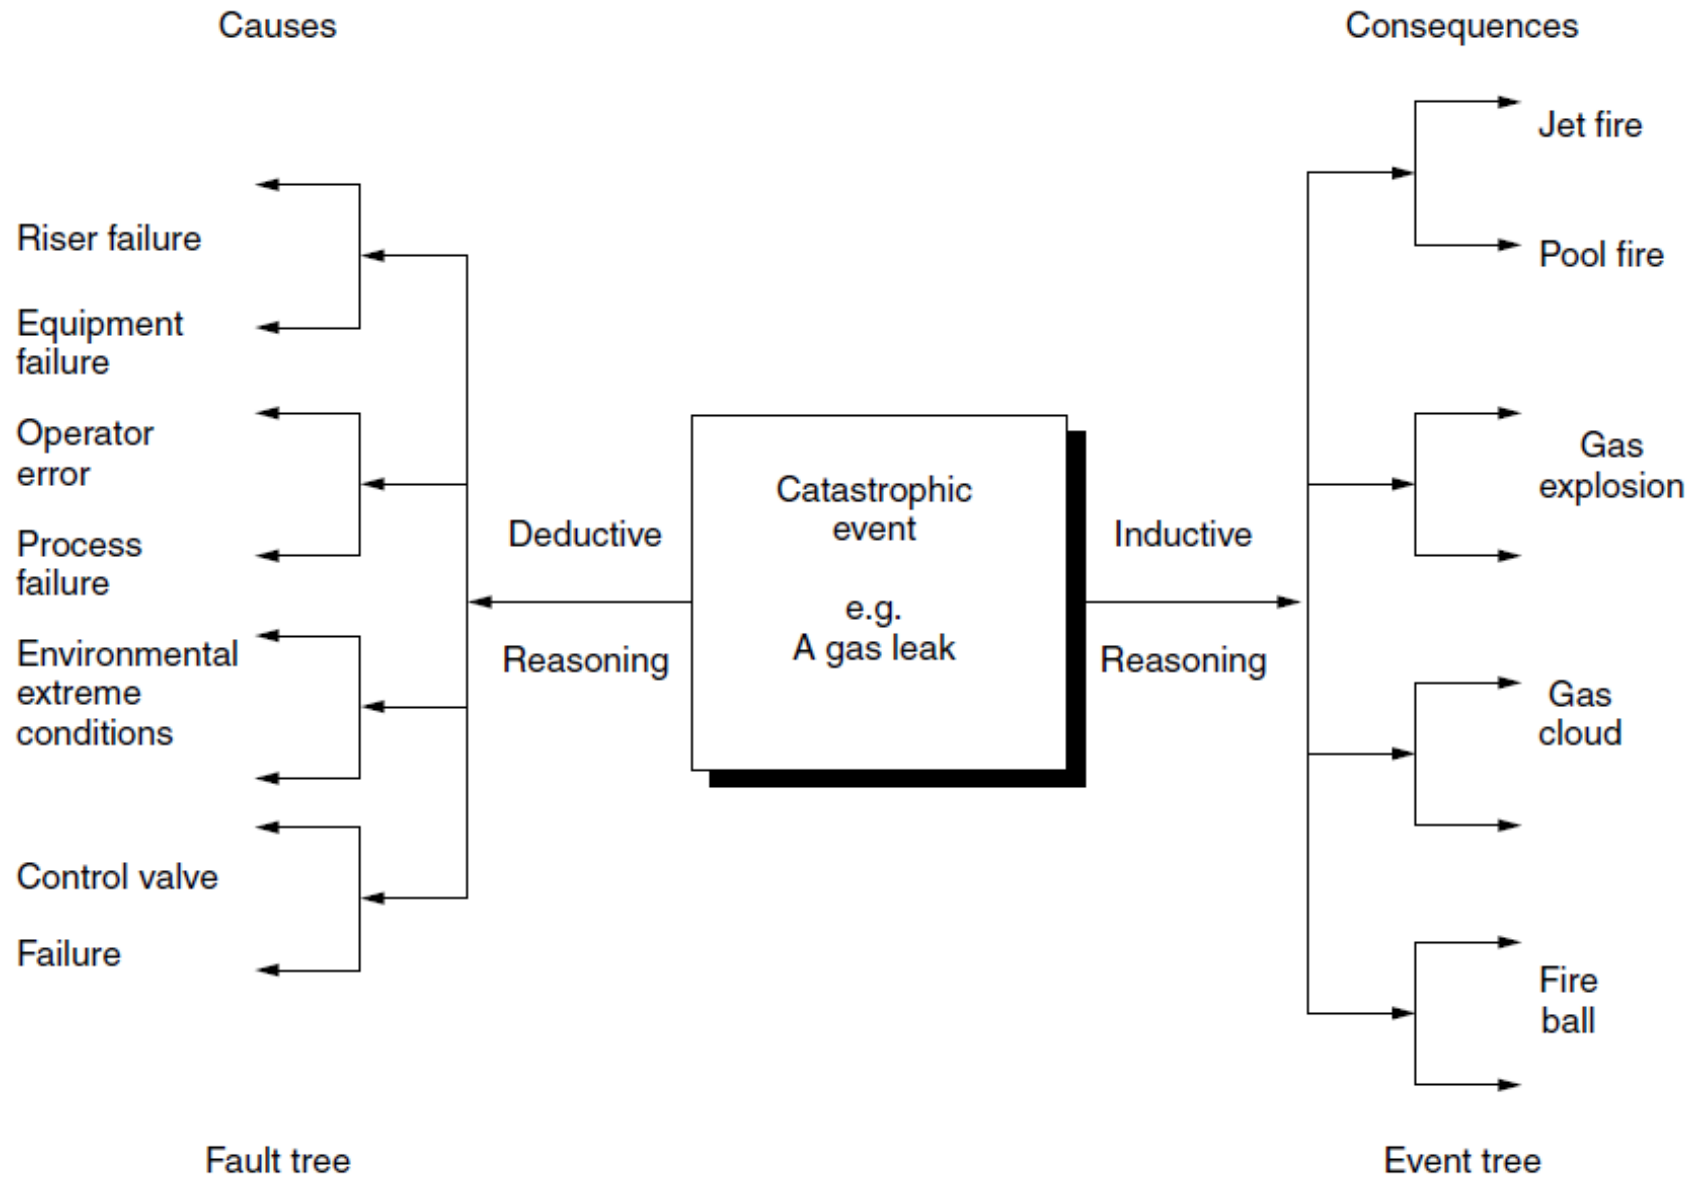 Causes
Consequences
Riser failure
Equipment
failure
Operator
error
Process
failure
Environmental
extreme
conditions
Control valve
Failure
Deductive
Reasoning
Catastrophic
event
e.g.
A gas leak
Inductive
Reasoning
Jet fire
Pool fire
Gas
explosion
Gas
cloud
Fire
ball
Fault tree
Event tree